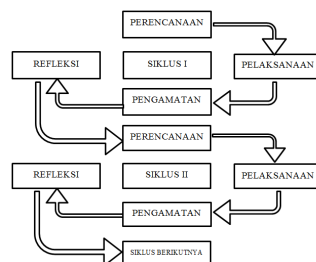 PERENCANAAN
REFLEKSI
SIKLUS I
PELAKSANAAN
PENGAMATAN
PERENCANAAN
REFLEKSI
SIKLUS II
PELAKSANAAN
PENGAMATAN
SIKLUS BERIKUTNYA